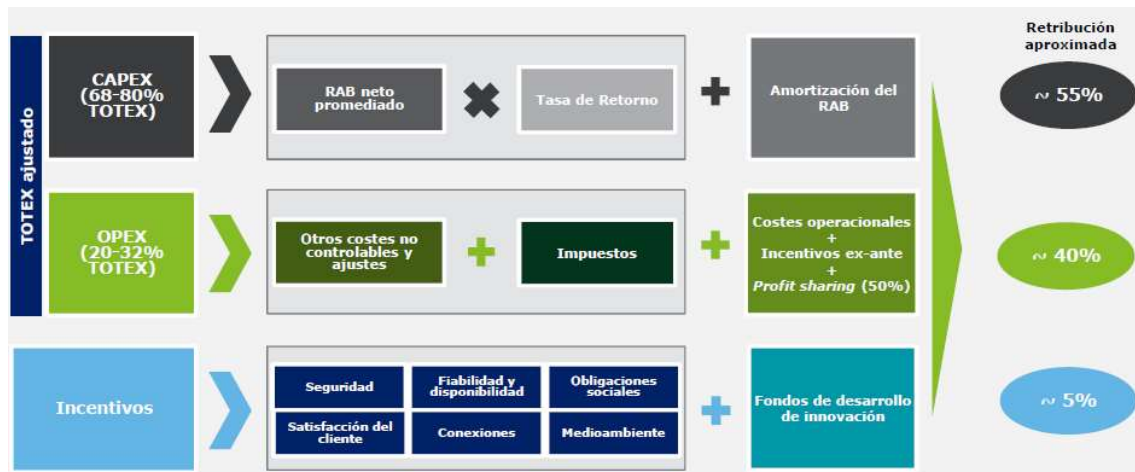 Retribución
aproximada
TOTEX ajustado
CAPEX
(68-80%
TOTEX)
RAB neto
promediado
Tasa de Retorno
Amortización del
RAB
~ 55%
OPEX
(20-32%
TOTEX)
Otros costes no
controlables y
ajustes
Impuestos
Costes operacionales
+
Incentivos ex-ante
+
Profit sharing (50%)
~ 40%
Incentivos
Seguridad
Fiabilidad y
disponibilidad
Obligaciones
sociales
Satisfacción del
cliente
Conexiones
Medioambiente
Fondos de desarrollo
de innovación
~ 5%